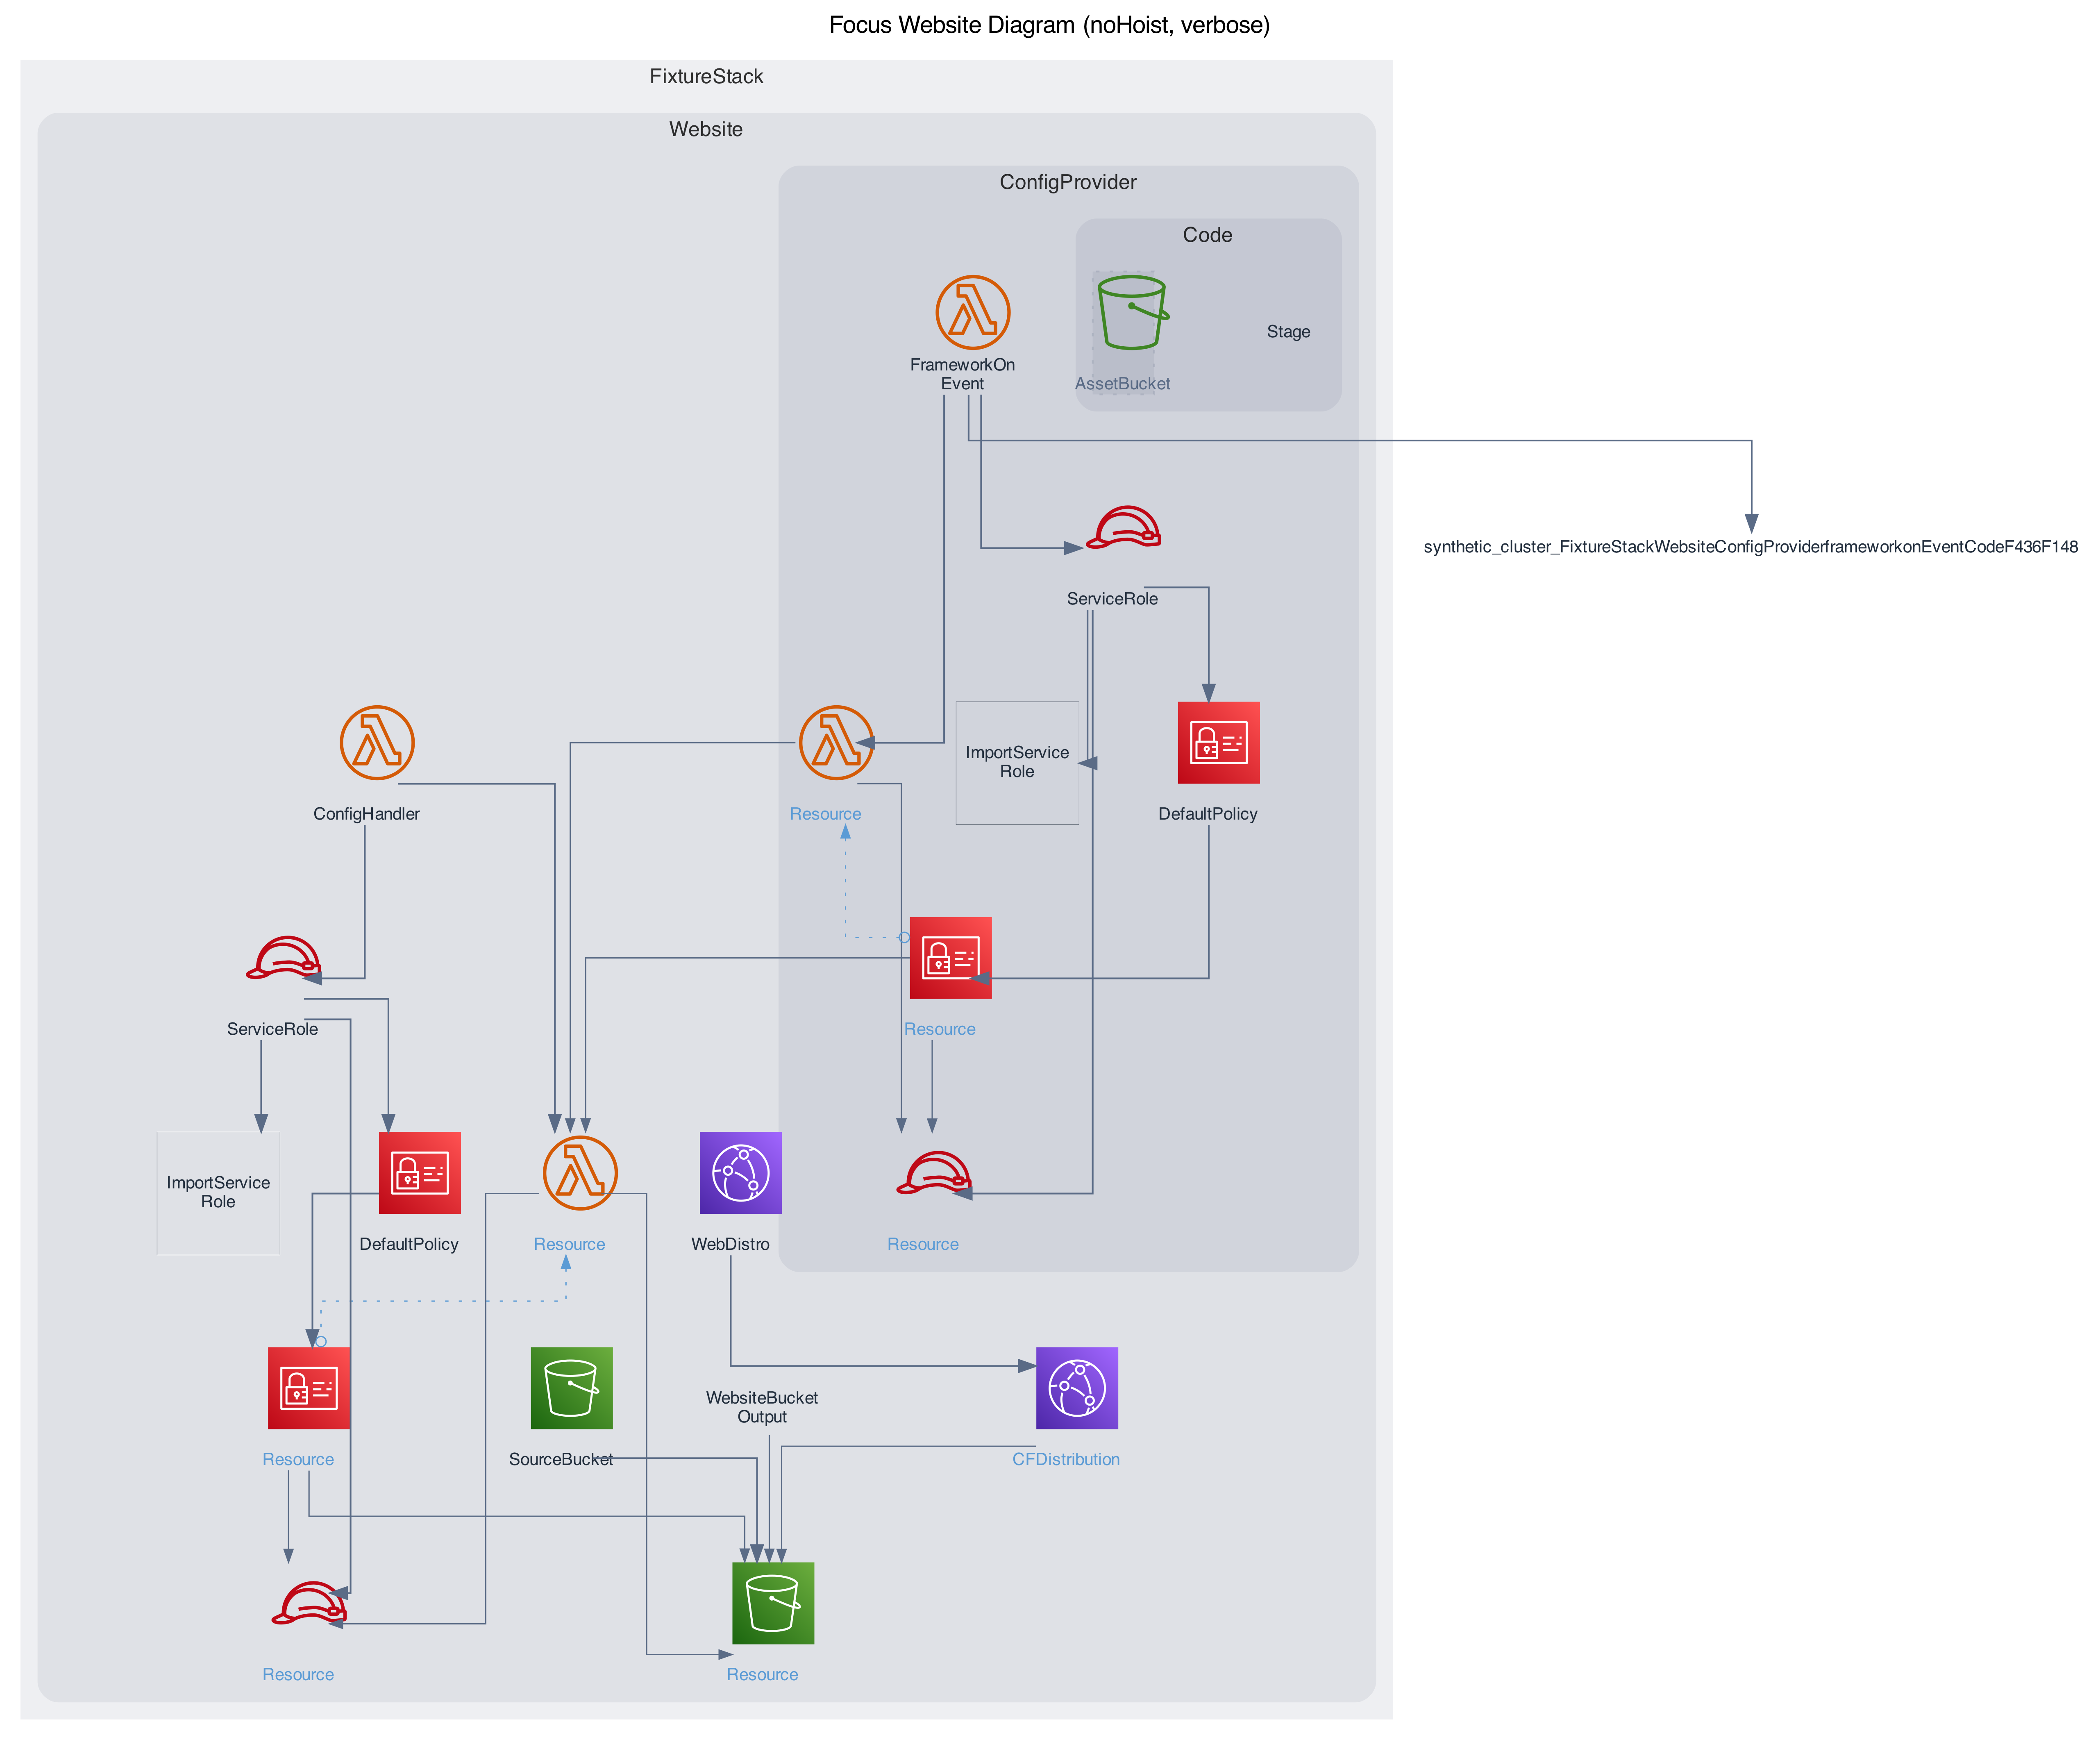 Focus Website Diagram (noHoist, verbose)
FixtureStack
Website
ConfigProvider
Code
FrameworkOn
Event
AssetBucket
Stage
synthetic_cluster_FixtureStackWebsiteConfigProviderframeworkonEventCodeF436F148
ServiceRole
ImportService
Role
ConfigHandler
Resource
DefaultPolicy
ServiceRole
Resource
ImportService
Role
DefaultPolicy
Resource
WebDistro
Resource
WebsiteBucket
Output
Resource
SourceBucket
CFDistribution
Resource
Resource